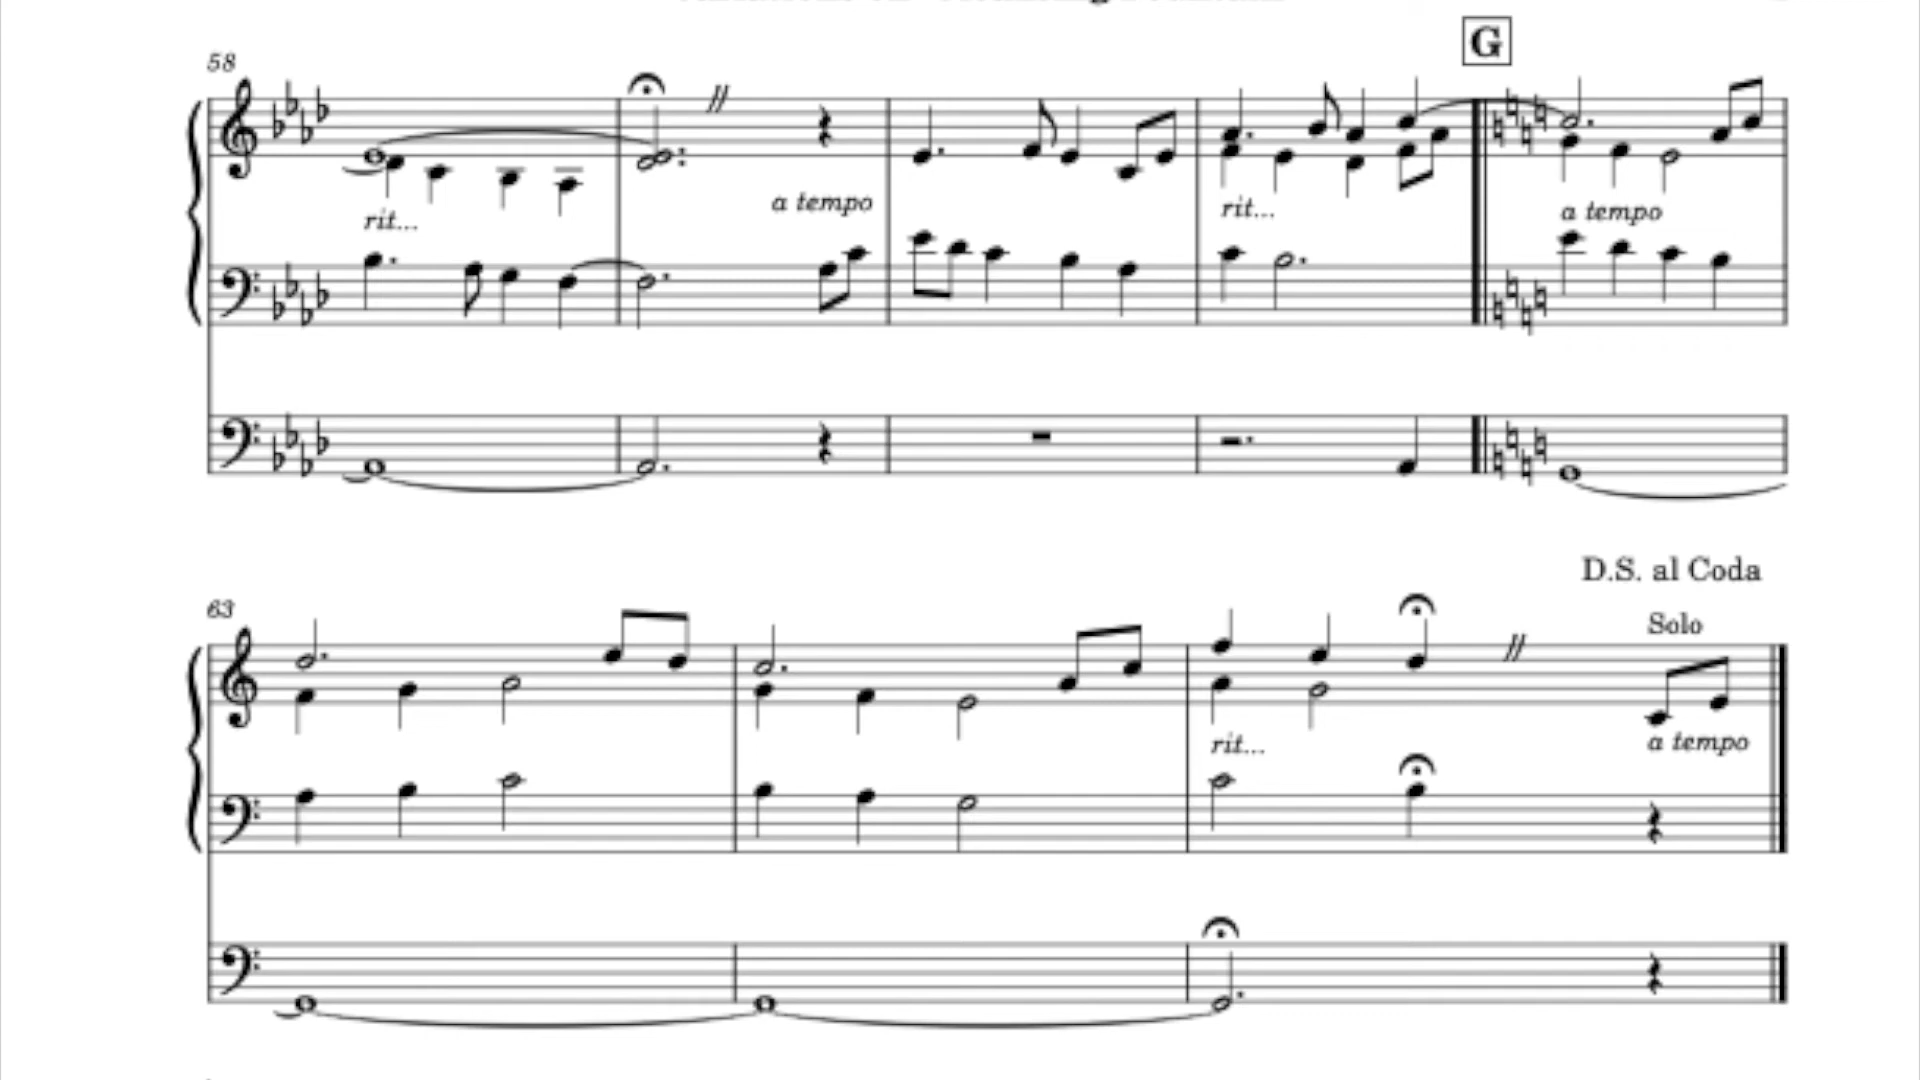 G
58
a tempo
rit...
rit...
a tempo
D.S. al Coda
63
Solo
rit...
a tempo